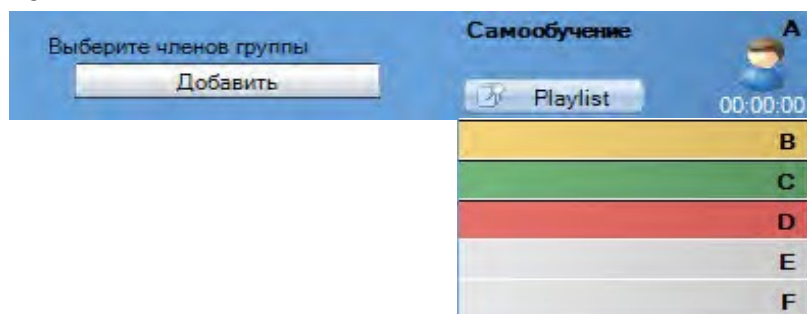 Выберите членов группы
Добавить
Самообучение A
Playlist
00:00:00
B
C
D
E
F